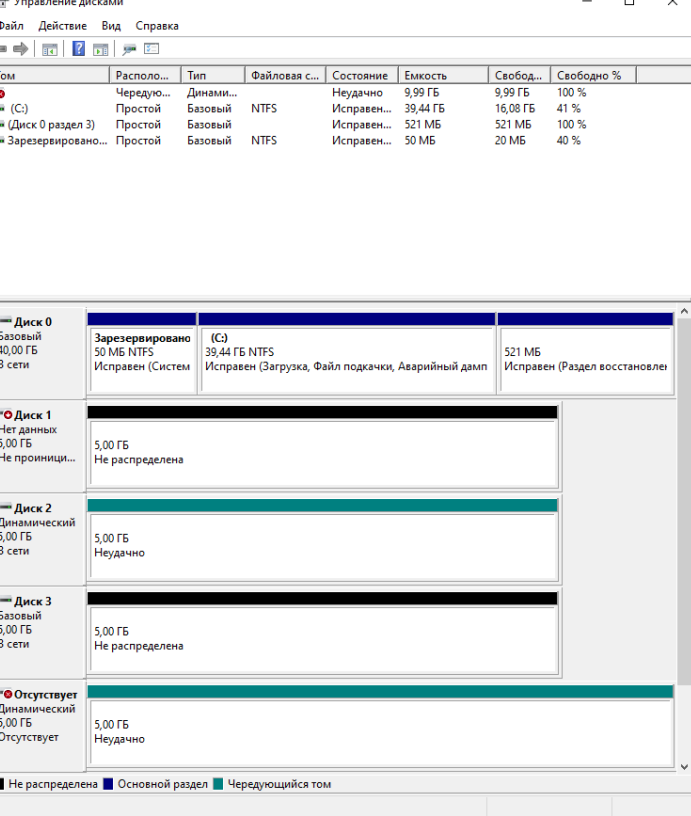 Управление дисками
Файл Действие Вид Справка
Располо... Тип Файловая с... Состояние Емкость Свобод... Свободно %
Чередую... Динами... Неудачно 9,99 ГБ 9,99 ГБ 100 %
(C:) Простой Базовый NTFS Исправен... 39,44 ГБ 16,08 ГБ 41 %
(Диск 0 раздел 3) Простой Базовый Исправен... 521 МБ 521 МБ 100 %
Зарезервировано... Простой Базовый NTFS Исправен... 50 МБ 20 МБ 40 %
Диск 0
Базовый
40,00 ГБ
В сети
Зарезервировано
50 МБ NTFS
Исправен (Систем
(C:)
39,44 ГБ NTFS
Исправен (Загрузка, Файл подкачки, Аварийный дамп
521 МБ
Исправен (Раздел восстановлен
Диск 1
Нет данных
5,00 ГБ
Не проиници...
5,00 ГБ
Не распределена
Диск 2
Динамический
5,00 ГБ
В сети
5,00 ГБ
Неудачно
Диск 3
Базовый
5,00 ГБ
В сети
5,00 ГБ
Не распределена
Отсутствует
Динамический
5,00 ГБ
Отсутствует
5,00 ГБ
Неудачно
Не распределена Основной раздел Чередующийся том